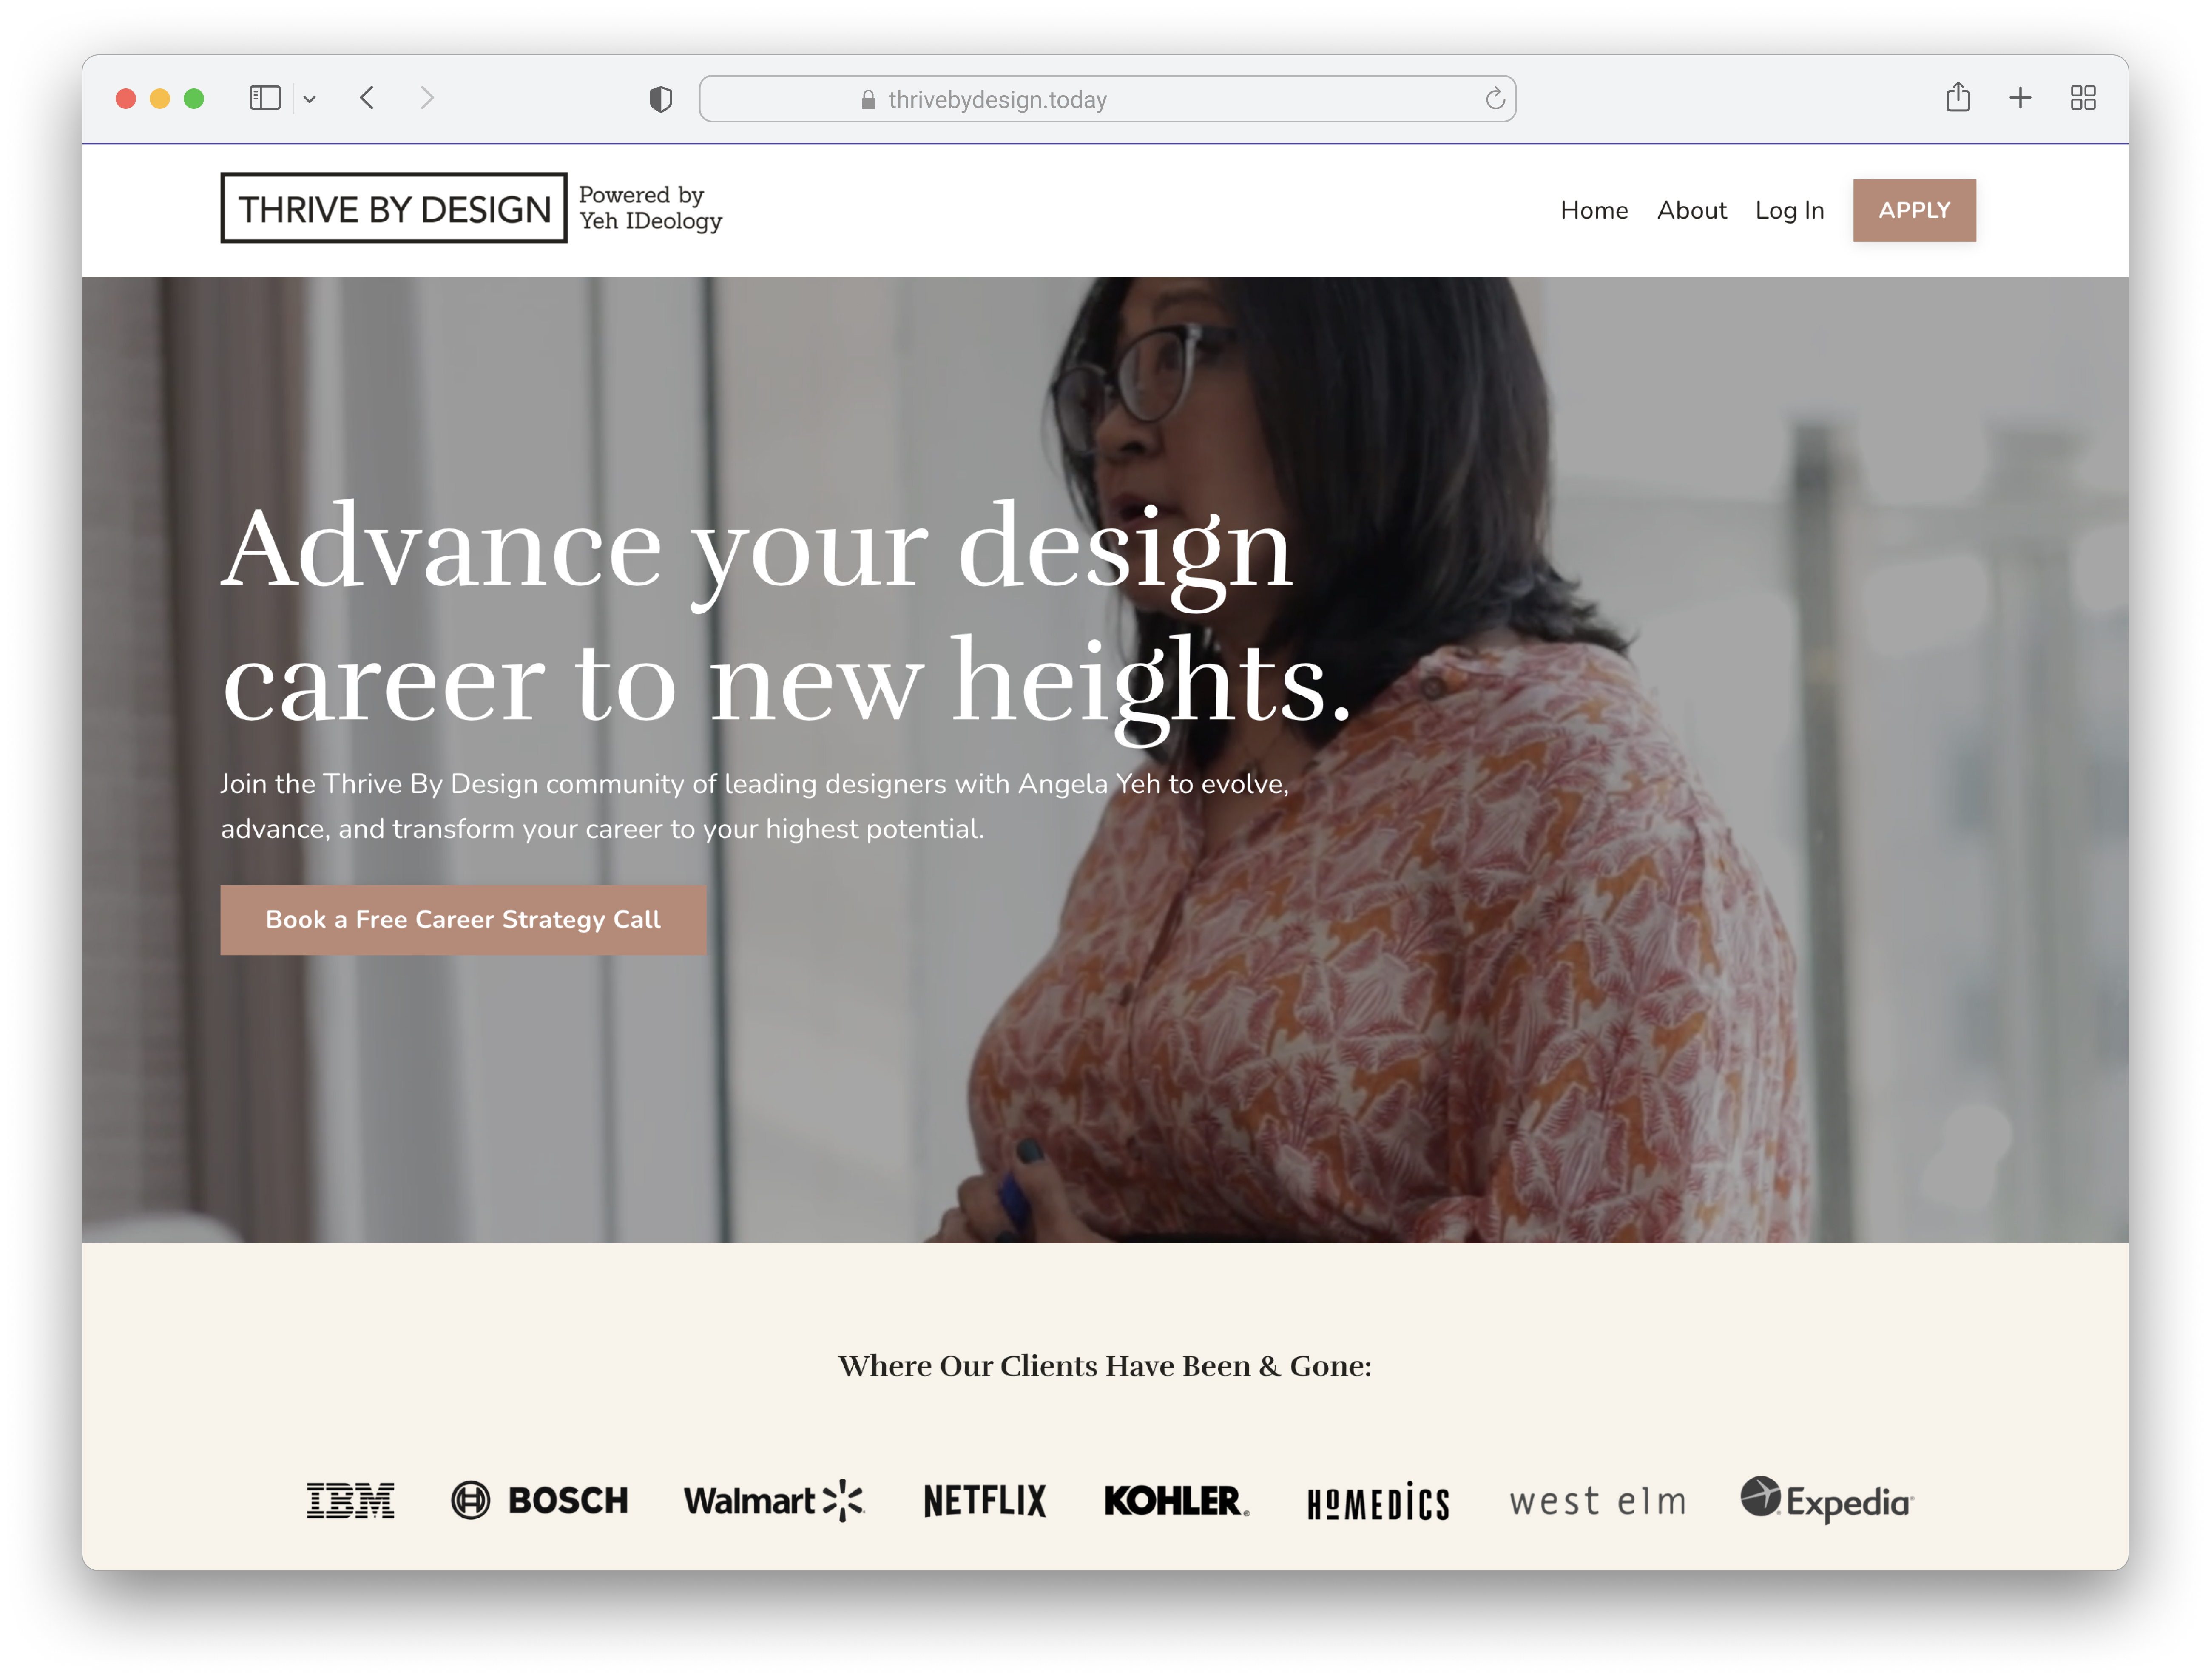 thrivebydesign.today
THRIVE BY DESIGN
Powered by
Yeh IDeology
Home
About
Log In
APPLY
Advance your design
career to new heights.
Join the Thrive By Design community of leading designers with Angela Yeh to evolve,
advance, and transform your career to your highest potential.
Book a Free Career Strategy Call
Where Our Clients Have Been & Gone:
IBM
BOSCH
Walmart
NETFLIX
KOHLER®
HOMEDICS
west elm
Expedia®